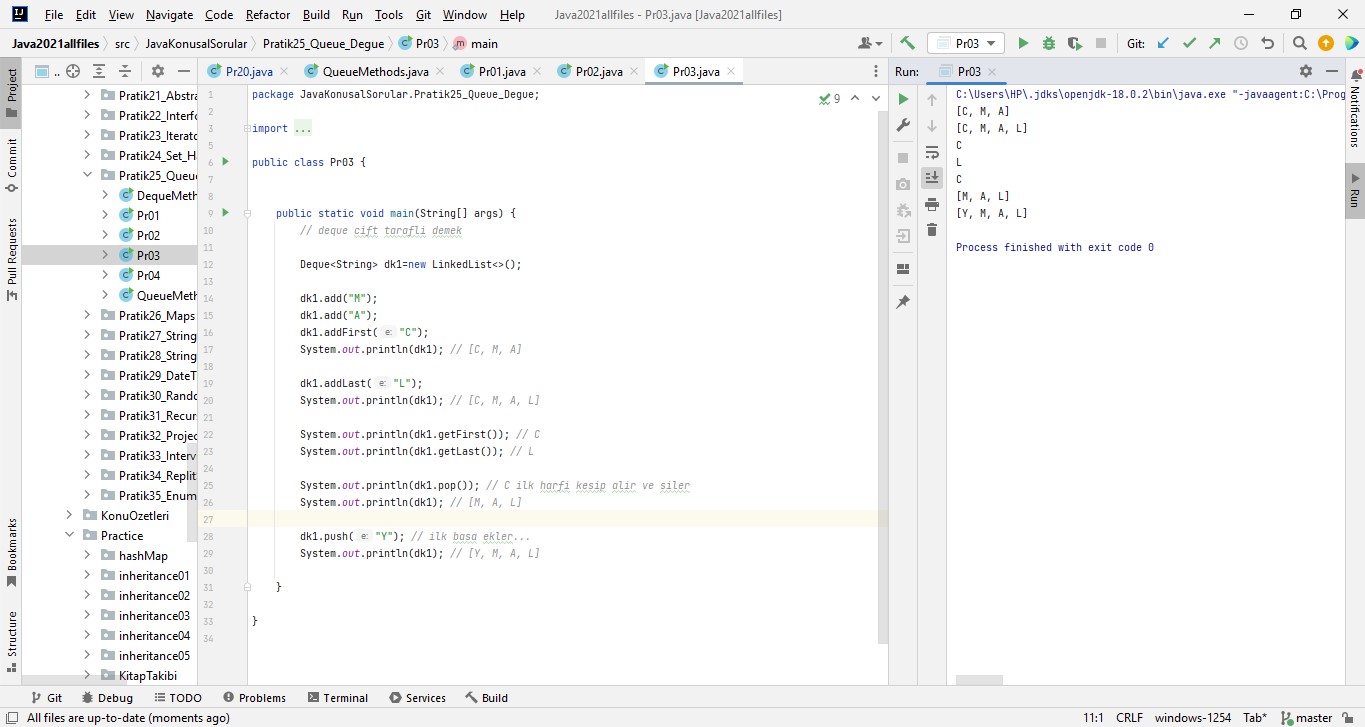 File Edit View Navigate Code Refactor Build Run Tools Git Window Help Java2021allfiles - Pr03.java [Java2021allfiles]
Java2021allfiles src JavaKonusalSorular Pratik25_Queue_Degue Pr03 main Pr03 Git:
.. Pr20.java QueueMethods.java Pr01.java Pr02.java Pr03.java Run: Pr03
Project
Commit
Pull Requests
Bookmarks
Structure
Pratik21_Abstra
Pratik22_Interfa
Pratik23_Iterato
Pratik24_Set_H
Pratik25_Queu
DequeMeth
Pr01
Pr02
Pr03
Pr04
QueueMeth
Pratik26_Maps
Pratik27_String
Pratik28_String
Pratik29_DateT
Pratik30_Rando
Pratik31_Recur
Pratik32_Projec
Pratik33_Interv
Pratik34_Replit
Pratik35_Enum
KonuOzetleri
Practice
hashMap
inheritance01
inheritance02
inheritance03
inheritance04
inheritance05
KitapTakibi
1 package JavaKonusalSorular.Pratik25_Queue_Degue; 9
2
3 import ...
5
6 public class Pr03 {
7
8
9 public static void main(String[] args) {
10 // deque cift tarafli demek
11
12 Deque<String> dk1=new LinkedList<>();
13
14 dk1.add("M");
15 dk1.add("A");
16 dk1.addFirst( e: "C");
17 System.out.println(dk1); // [C, M, A]
18
19 dk1.addLast( e: "L");
20 System.out.println(dk1); // [C, M, A, L]
21
22 System.out.println(dk1.getFirst()); // C
23 System.out.println(dk1.getLast()); // L
24
25 System.out.println(dk1.pop()); // C ilk harfi kesip alir ve siler
26 System.out.println(dk1); // [M, A, L]
27
28 dk1.push( e: "Y"); // ilk basa ekler...
29 System.out.println(dk1); // [Y, M, A, L]
30
31 }
32
33 }
34
C:\Users\HP\.jdks\openjdk-18.0.2\bin\java.exe "-javaagent:C:\Prog
[C, M, A]
[C, M, A, L]
C
L
C
[M, A, L]
[Y, M, A, L]
Process finished with exit code 0
Notifications
Run
Git Debug TODO Problems Terminal Services Build
All files are up-to-date (moments ago) 11:1 CRLF windows-1254 Tab* master